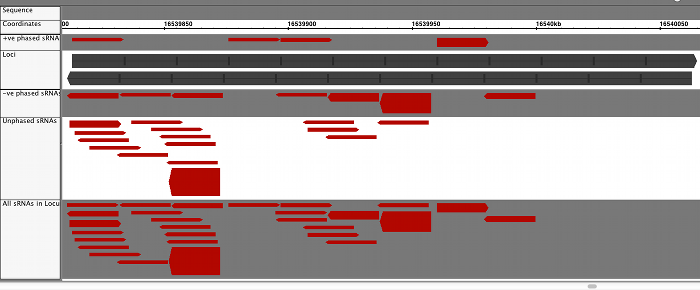 Sequence
Coordinates
00 16539850 16539900 16539950 16540kb 16540050
+ve phased sRNA
Loci
-ve phased sRNAs
Unphased sRNAs
All sRNAs in Locu